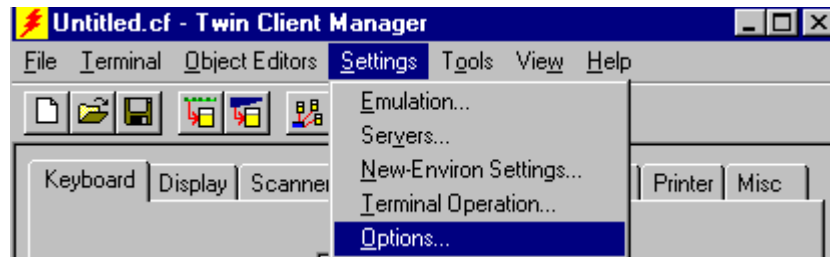 Untitled.cf - Twin Client Manager
File Terminal Object Editors Settings Tools View Help
Emulation...
Servers...
New-Environ Settings...
Terminal Operation...
Options...
Keyboard Display Scanner Printer Misc